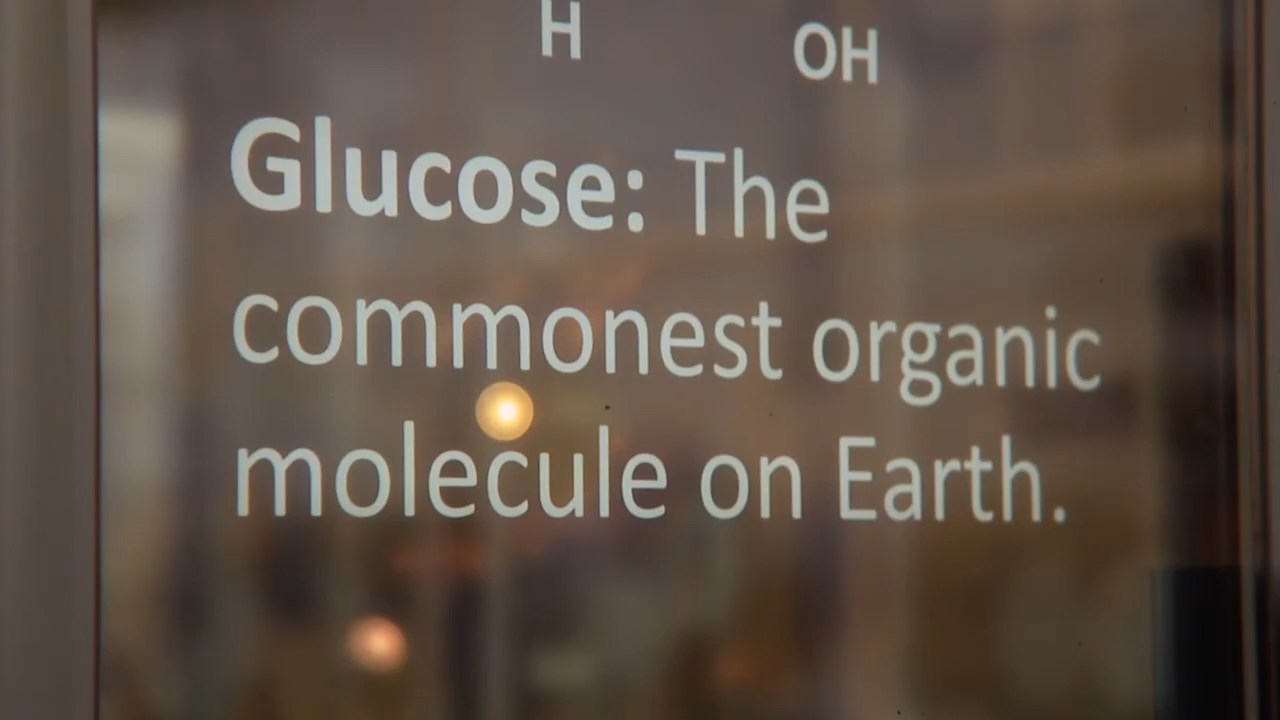 H OH
Glucose: The
commonest organic
molecule on Earth.